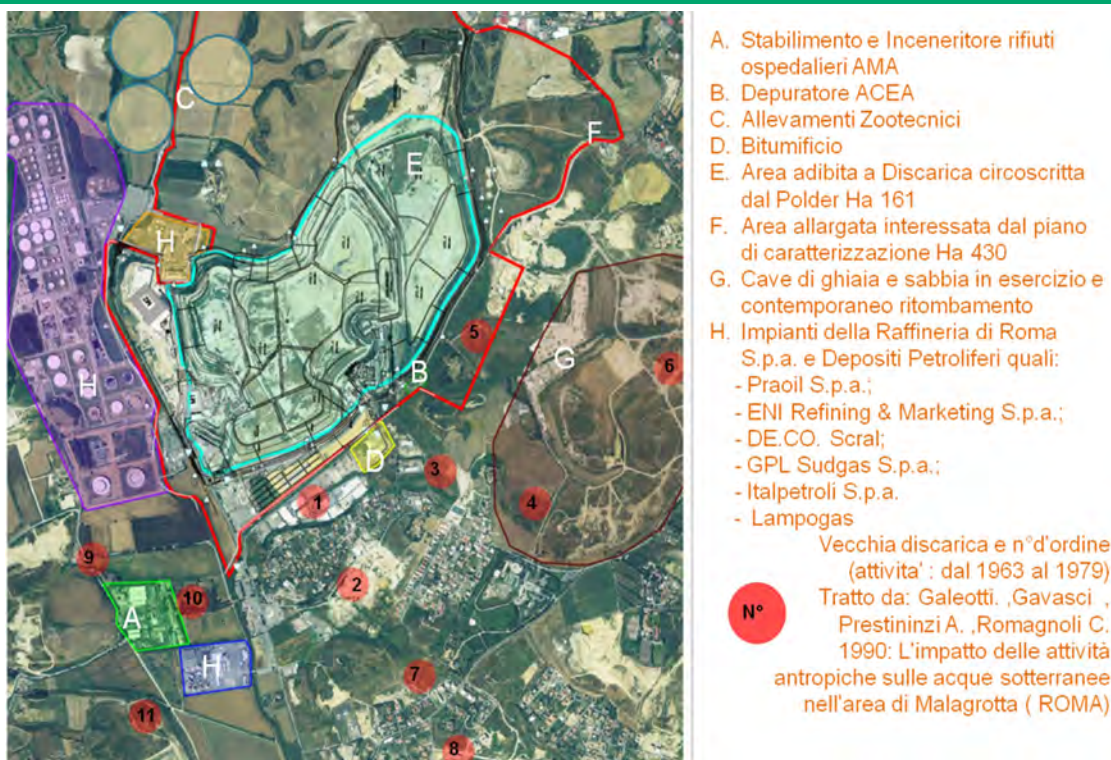 C
F
E
H
5
G
6
B
H
D
3
1
4
2
9
10
A
H
7
11
8
A. Stabilimento e Inceneritore rifiuti
ospedalieri AMA
B. Depuratore ACEA
C. Allevamenti Zootecnici
D. Bitumificio
E. Area adibita a Discarica circoscritta
dal Polder Ha 161
F. Area allargata interessata dal piano
di caratterizzazione Ha 430
G. Cave di ghiaia e sabbia in esercizio e
contemporaneo ritombamento
H. Impianti della Raffineria di Roma
S.p.a. e Depositi Petroliferi quali:
- Praoil S.p.a.;
- ENI Refining & Marketing S.p.a.;
- DE.CO. Scral;
- GPL Sudgas S.p.a.;
- Italpetroli S.p.a.
- Lampogas
Vecchia discarica e n°d'ordine
(attivita' : dal 1963 al 1979)
N°
Tratto da: Galeotti. ,Gavasci ,
Prestininzi A. ,Romagnoli C.
1990: L'impatto delle attività
antropiche sulle acque sotterranee
nell'area di Malagrotta ( ROMA)